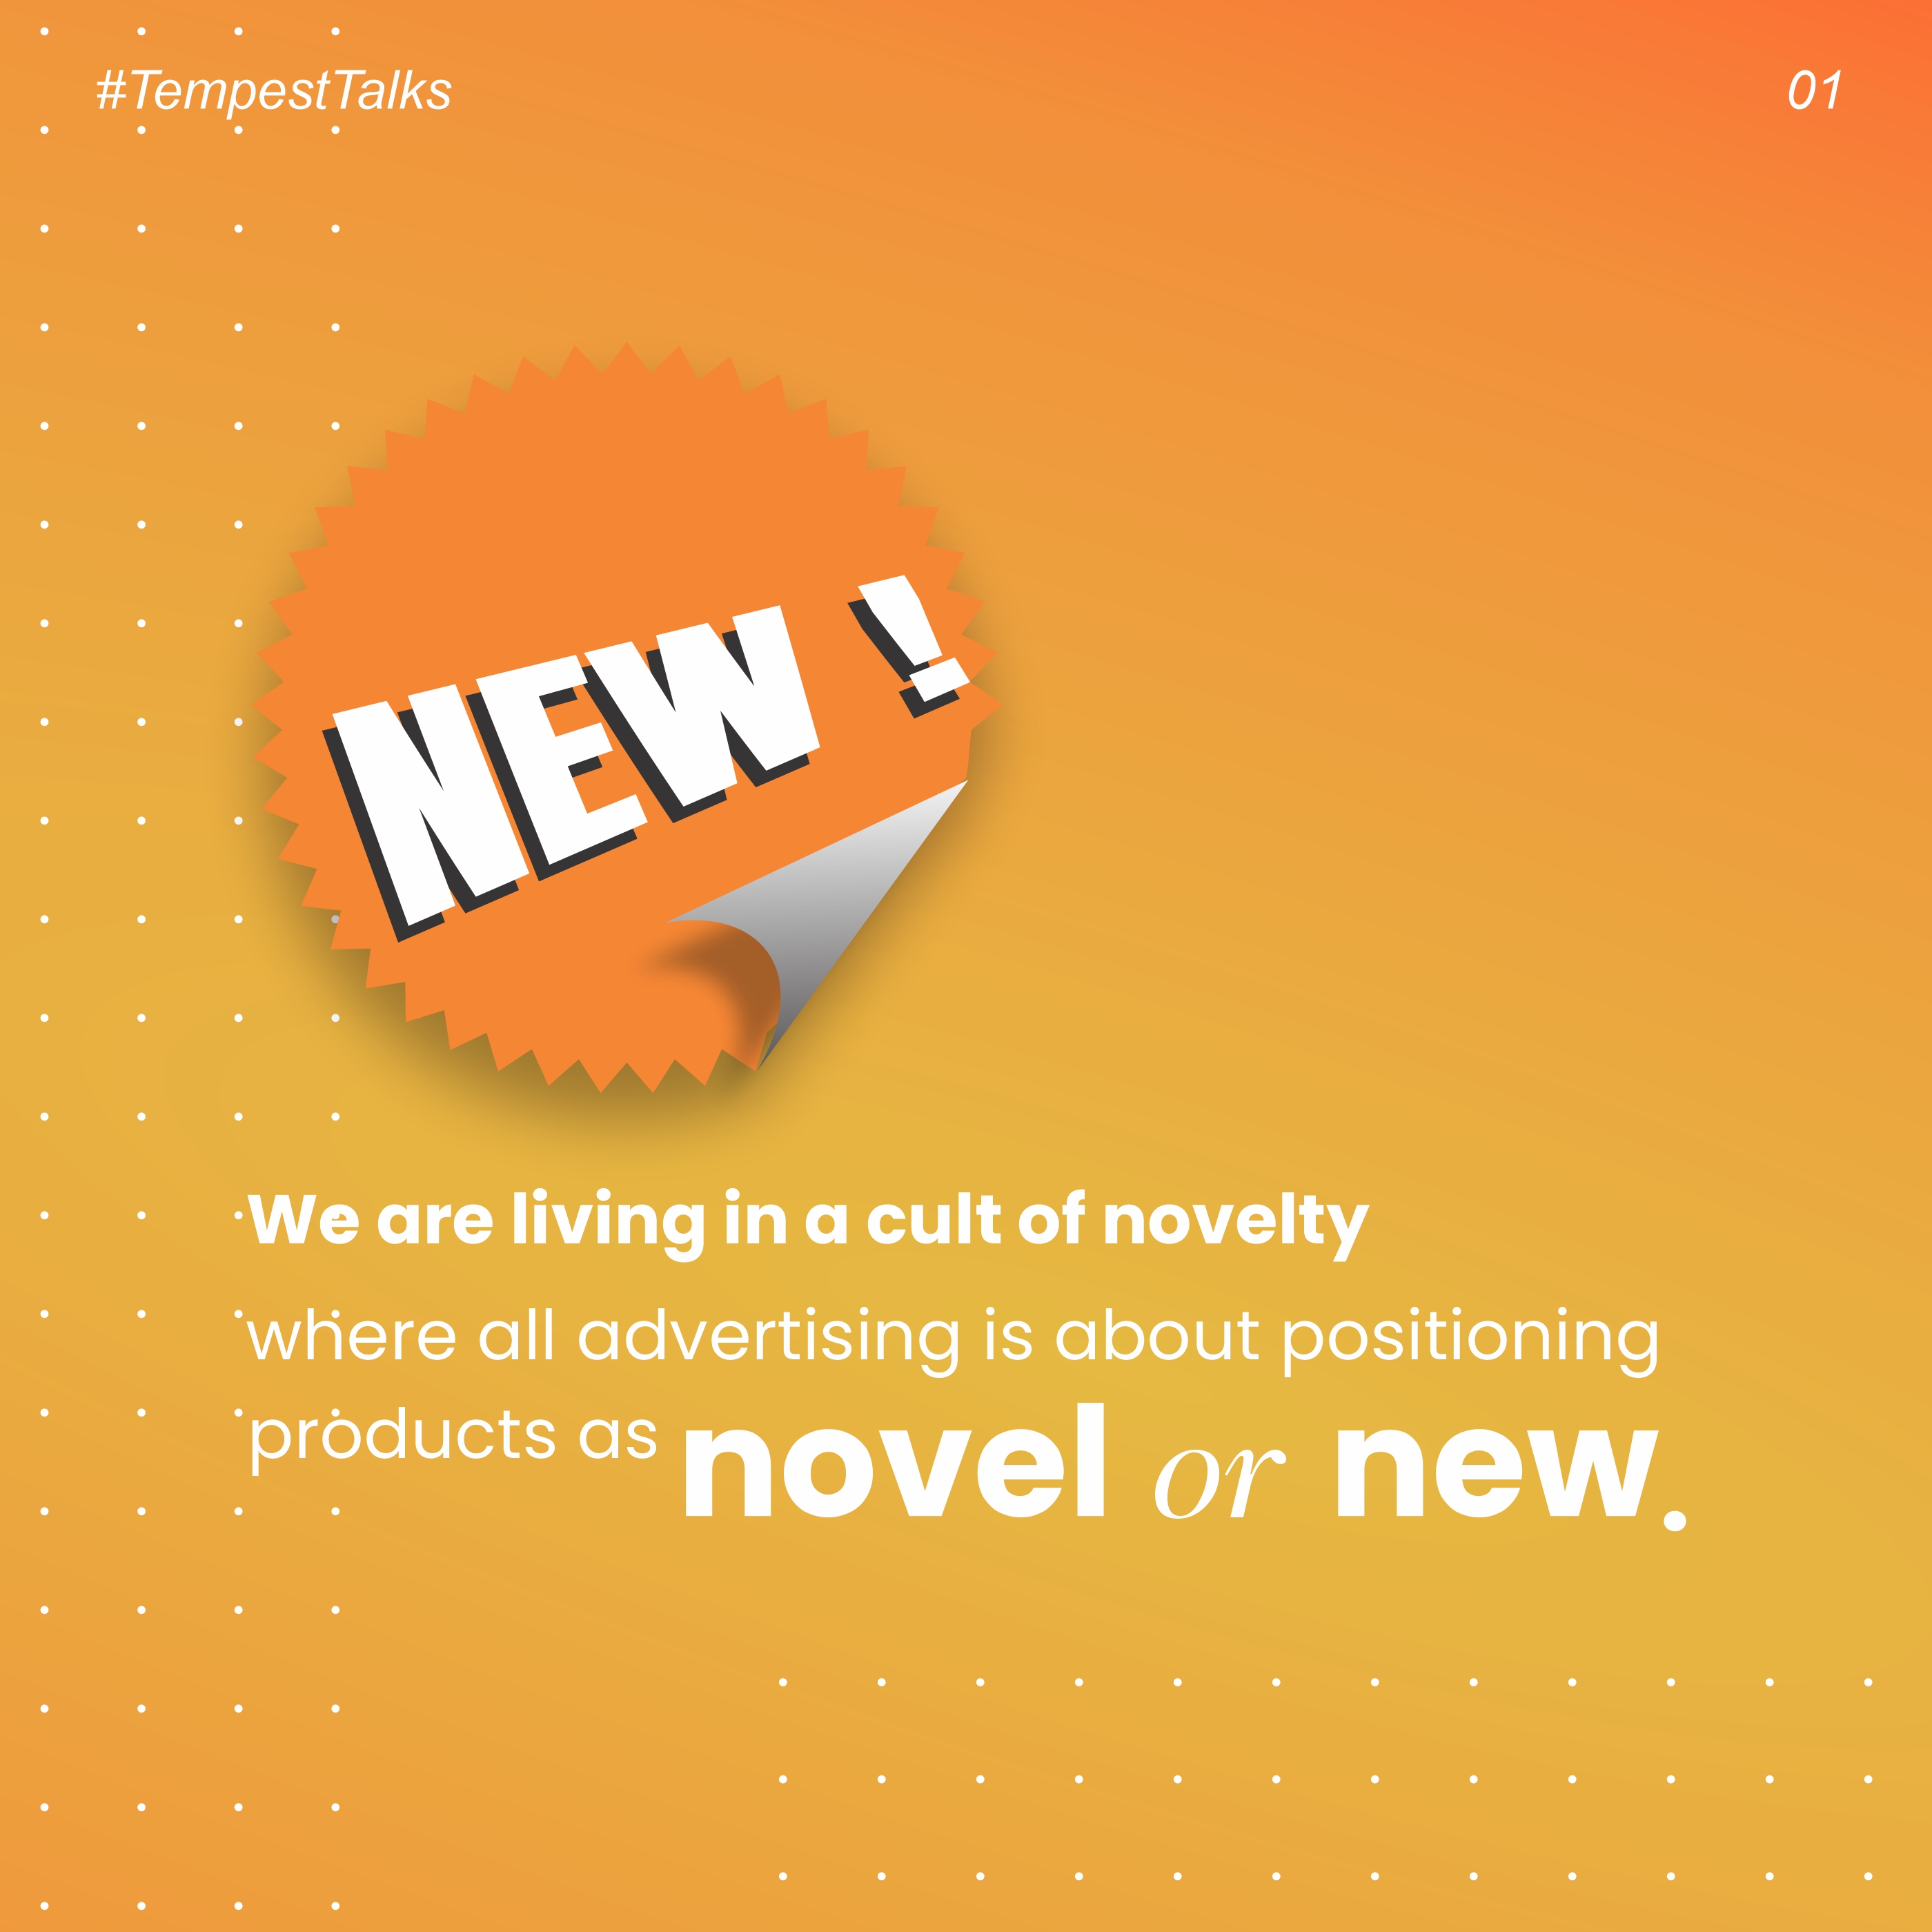 #TempestTalks
01
NEW !
We are living in a cult of novelty
where all advertising is about positioning
products as novel or new.